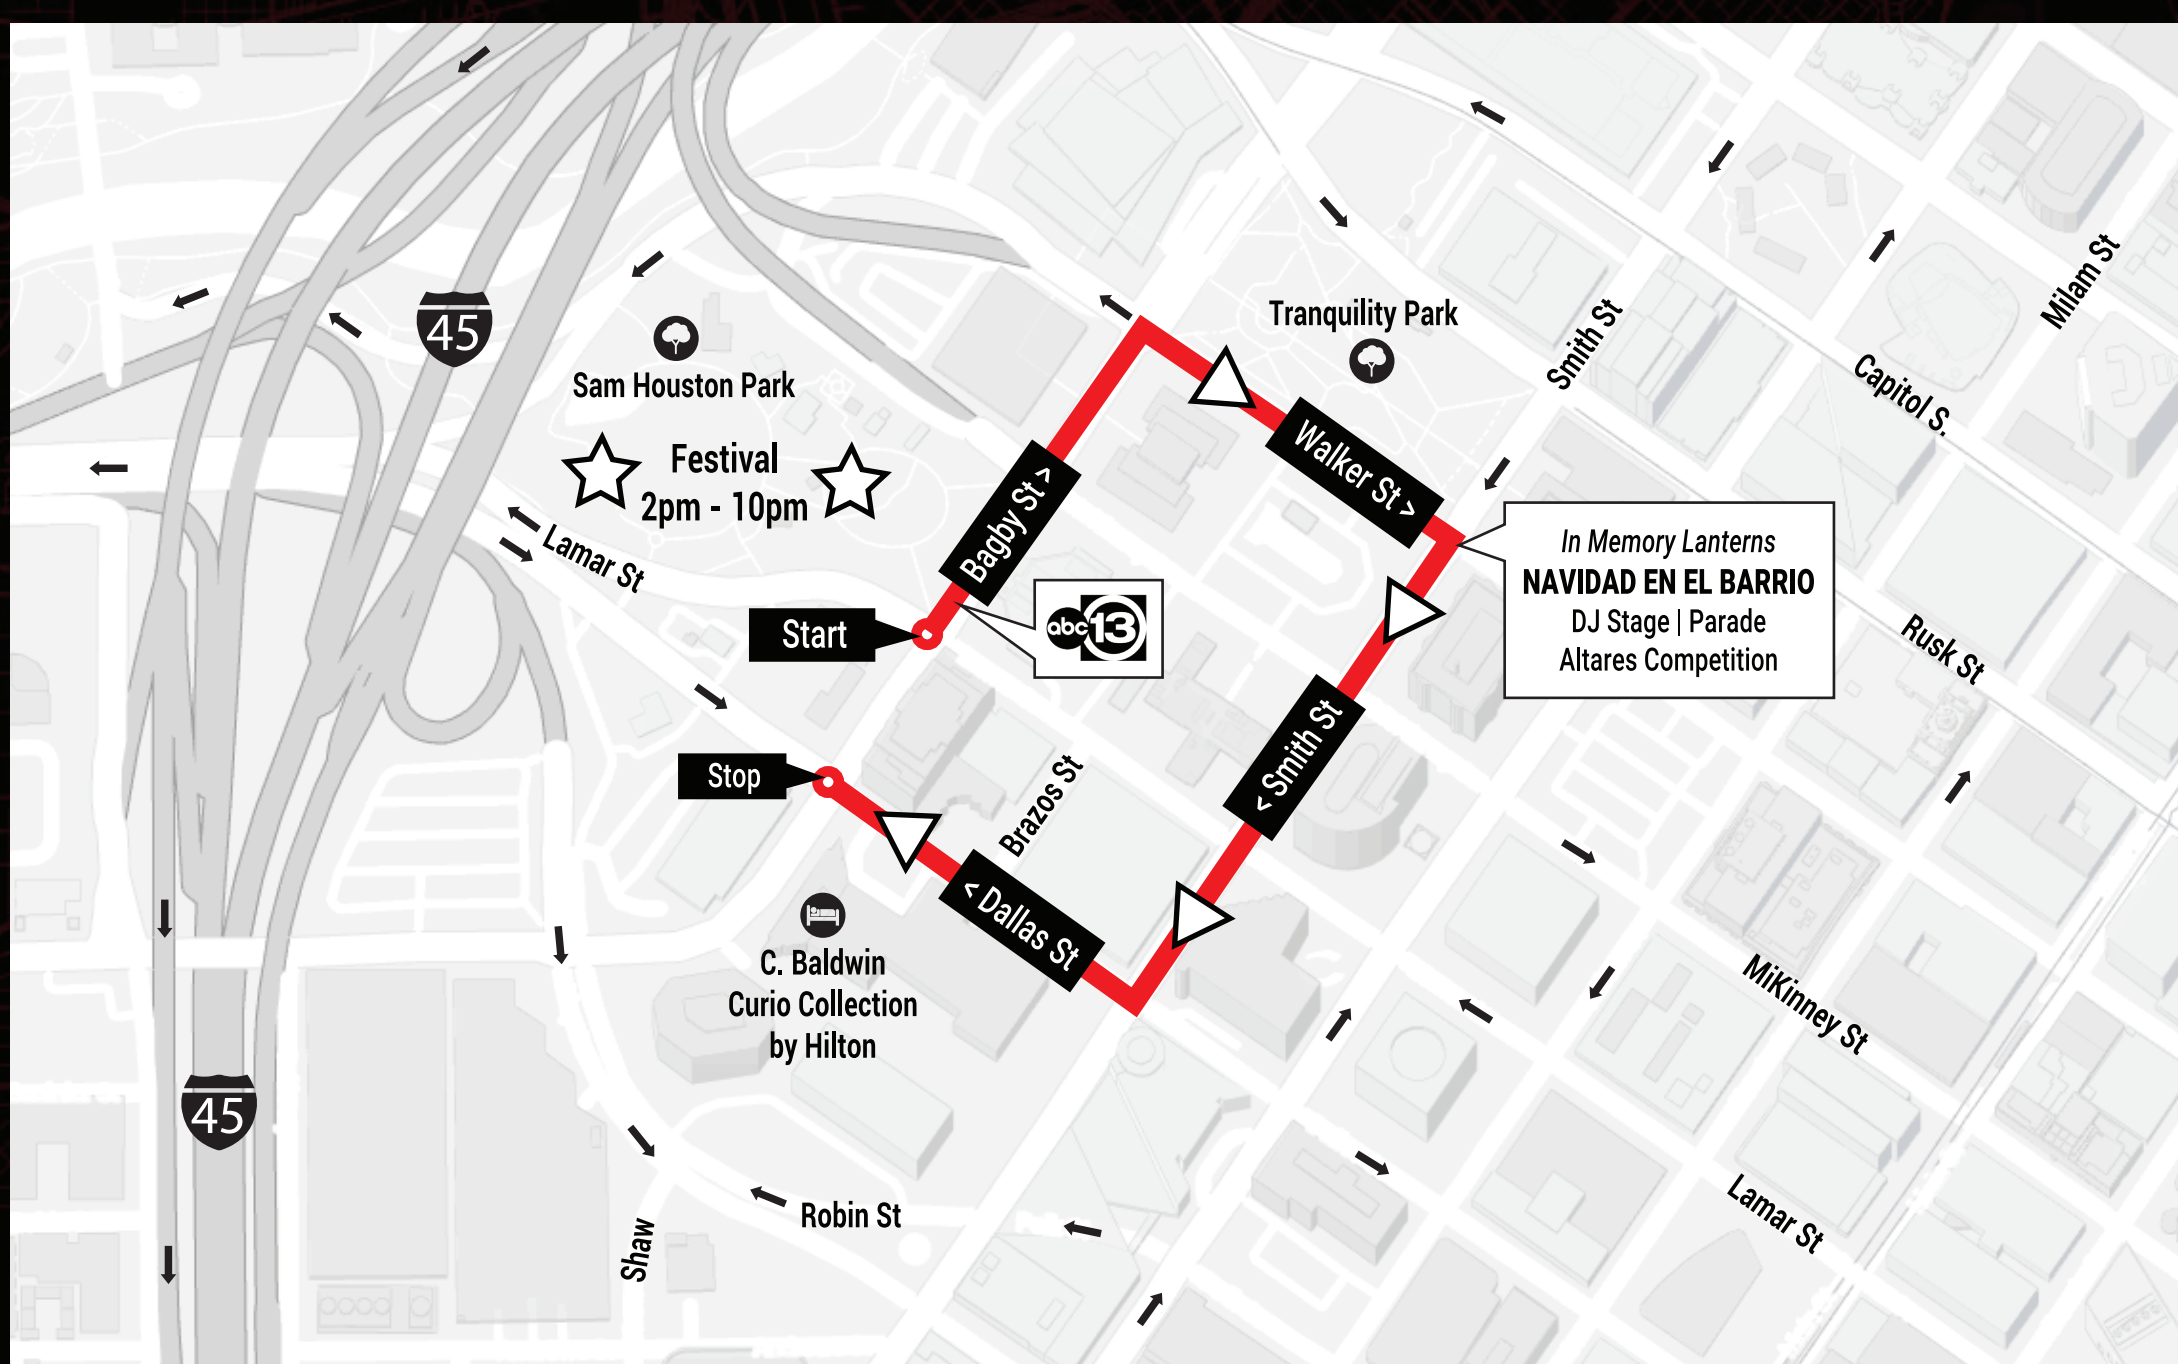 45
Sam Houston Park
Festival
2pm - 10pm
Tranquility Park
Smith St
Milam St
Capitol S.
Walker St >
Bagby St >
Lamar St
Start
abc 13
In Memory Lanterns
NAVIDAD EN EL BARRIO
DJ Stage | Parade
Altares Competition
Rusk St
< Smith St
Stop
Brazos St
< Dallas St
C. Baldwin
Curio Collection
by Hilton
MiKinney St
45
Lamar St
Robin St
Shaw